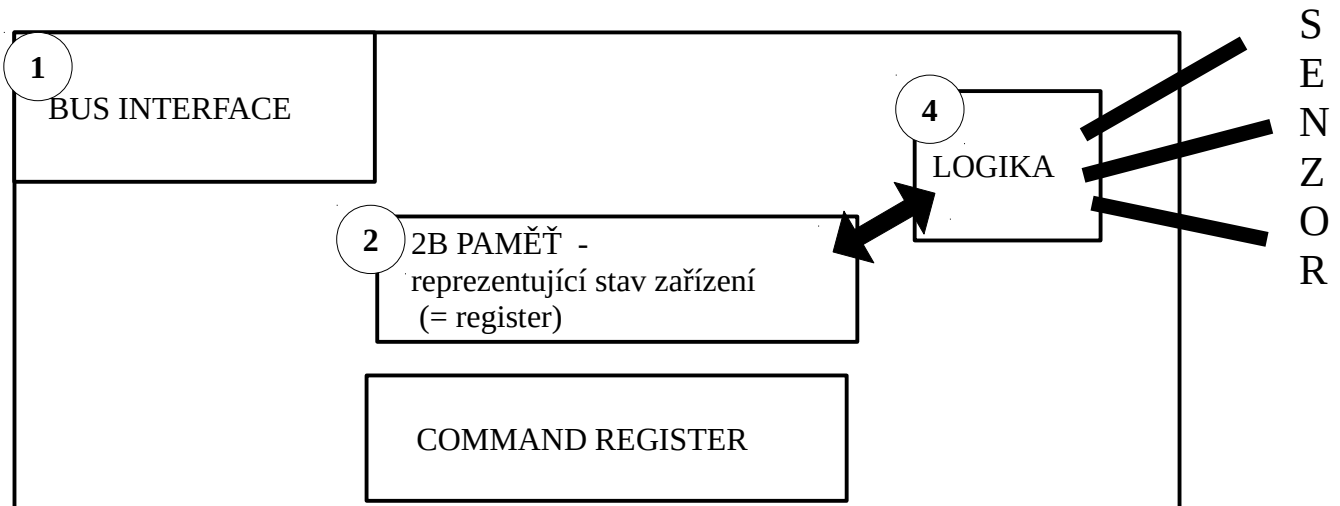 1
BUS INTERFACE
2
2B PAMĚŤ -
reprezentující stav zařízení
(= register)
COMMAND REGISTER
4
LOGIKA
S
E
N
Z
O
R